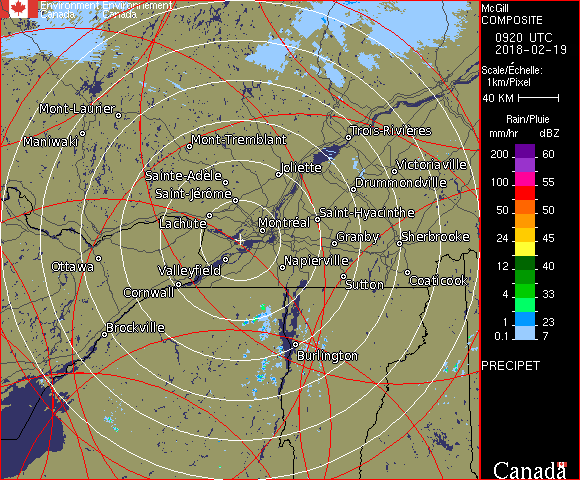 Environment Environnement
Canada Canada
McGill
COMPOSITE
0920 UTC
2018-02-19
Scale/Échelle:
1km/Pixel
40 KM
Rain/Pluie
mm/hr dBZ
200 60
155
100 55
50 50
24 45
12 40
8 33
4 33
1 23
0.1 7
PRECIPET
Mont-Laurier
Maniwaki
Mont-Tremblant
Trois-Rivières
Sainte-Adèle
Joliette
Victoriaville
Saint-Jérôme
Drummondville
Lachute
Montréal
Saint-Hyacinthe
Granby
Sherbrooke
Ottawa
Valleyfield
Napierville
Cornwall
Sutton
Coaticook
Brockville
Burlington
Canada